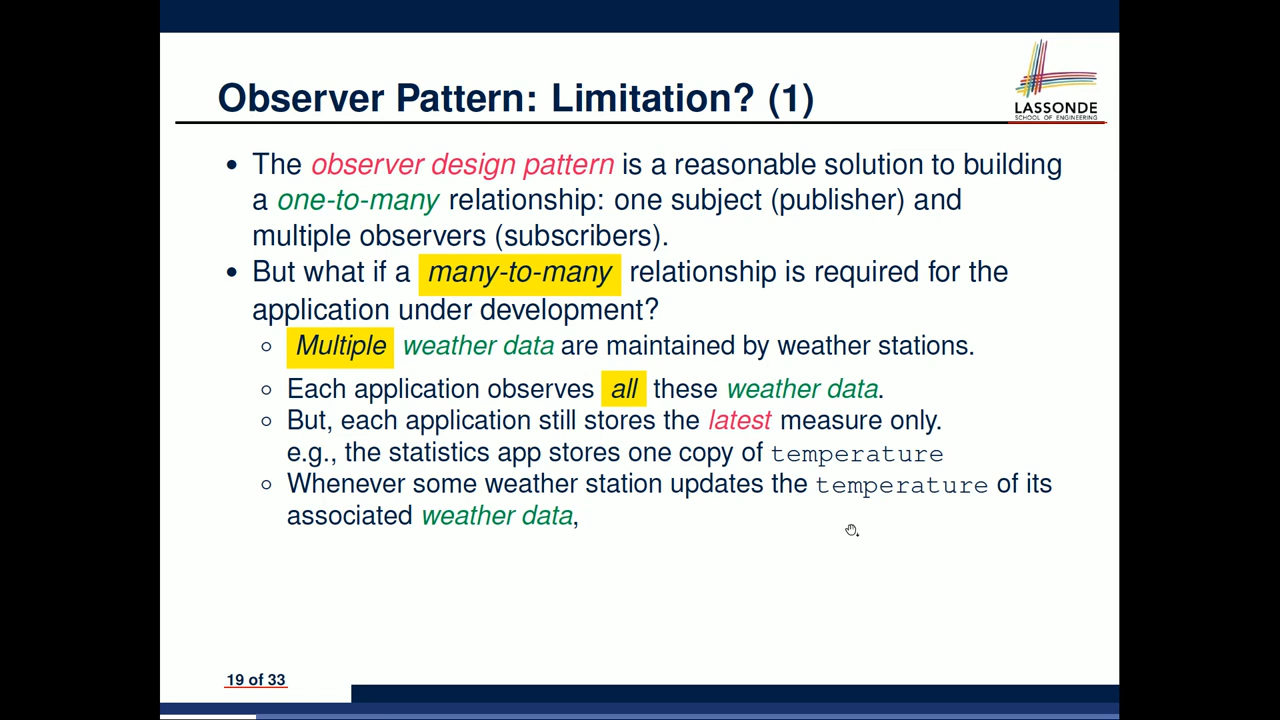 Observer Pattern: Limitation? (1)
LASSONDE
SCHOOL OF ENGINEERING
• The observer design pattern is a reasonable solution to building
a one-to-many relationship: one subject (publisher) and
multiple observers (subscribers).
• But what if a many-to-many relationship is required for the
application under development?
○ Multiple weather data are maintained by weather stations.
○ Each application observes all these weather data.
○ But, each application still stores the latest measure only.
e.g., the statistics app stores one copy of temperature
○ Whenever some weather station updates the temperature of its
associated weather data,
19 of 33